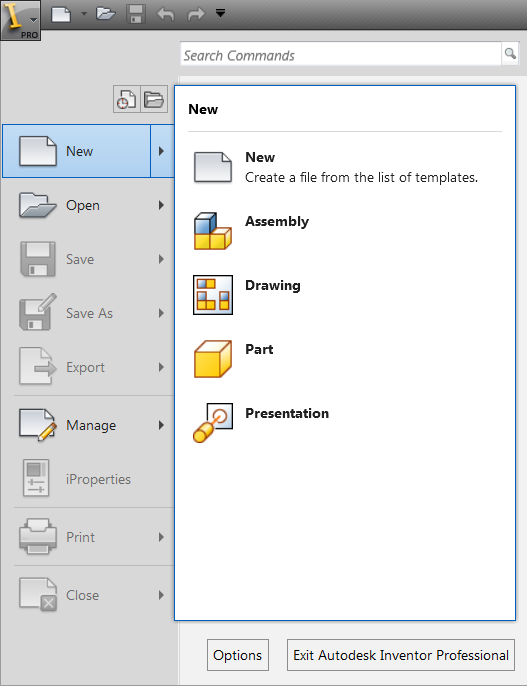 PRO
Search Commands
New
Open
Save
Save As
Export
Manage
iProperties
Print
Close
New
New
Create a file from the list of templates.
Assembly
Drawing
Part
Presentation
Options
Exit Autodesk Inventor Professional